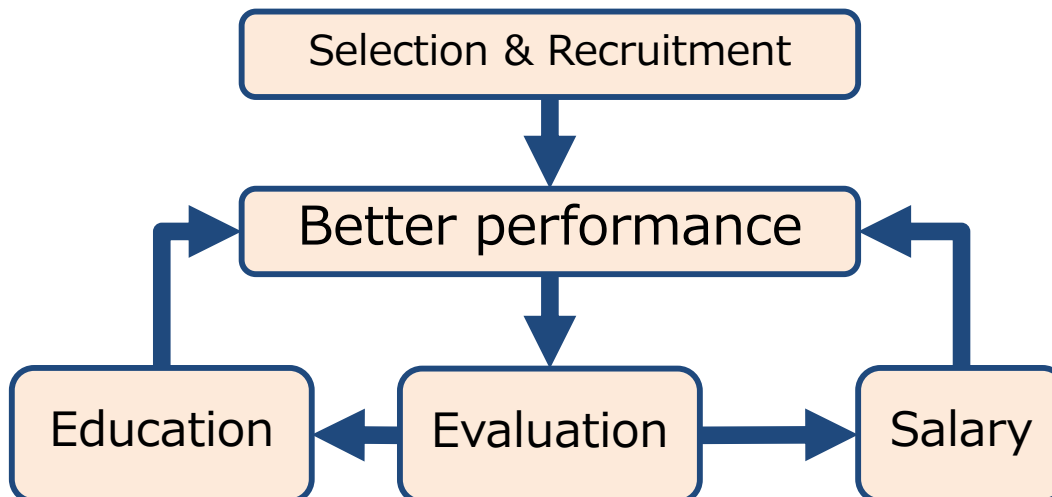 Selection & Recruitment
Better performance
Education
Evaluation
Salary